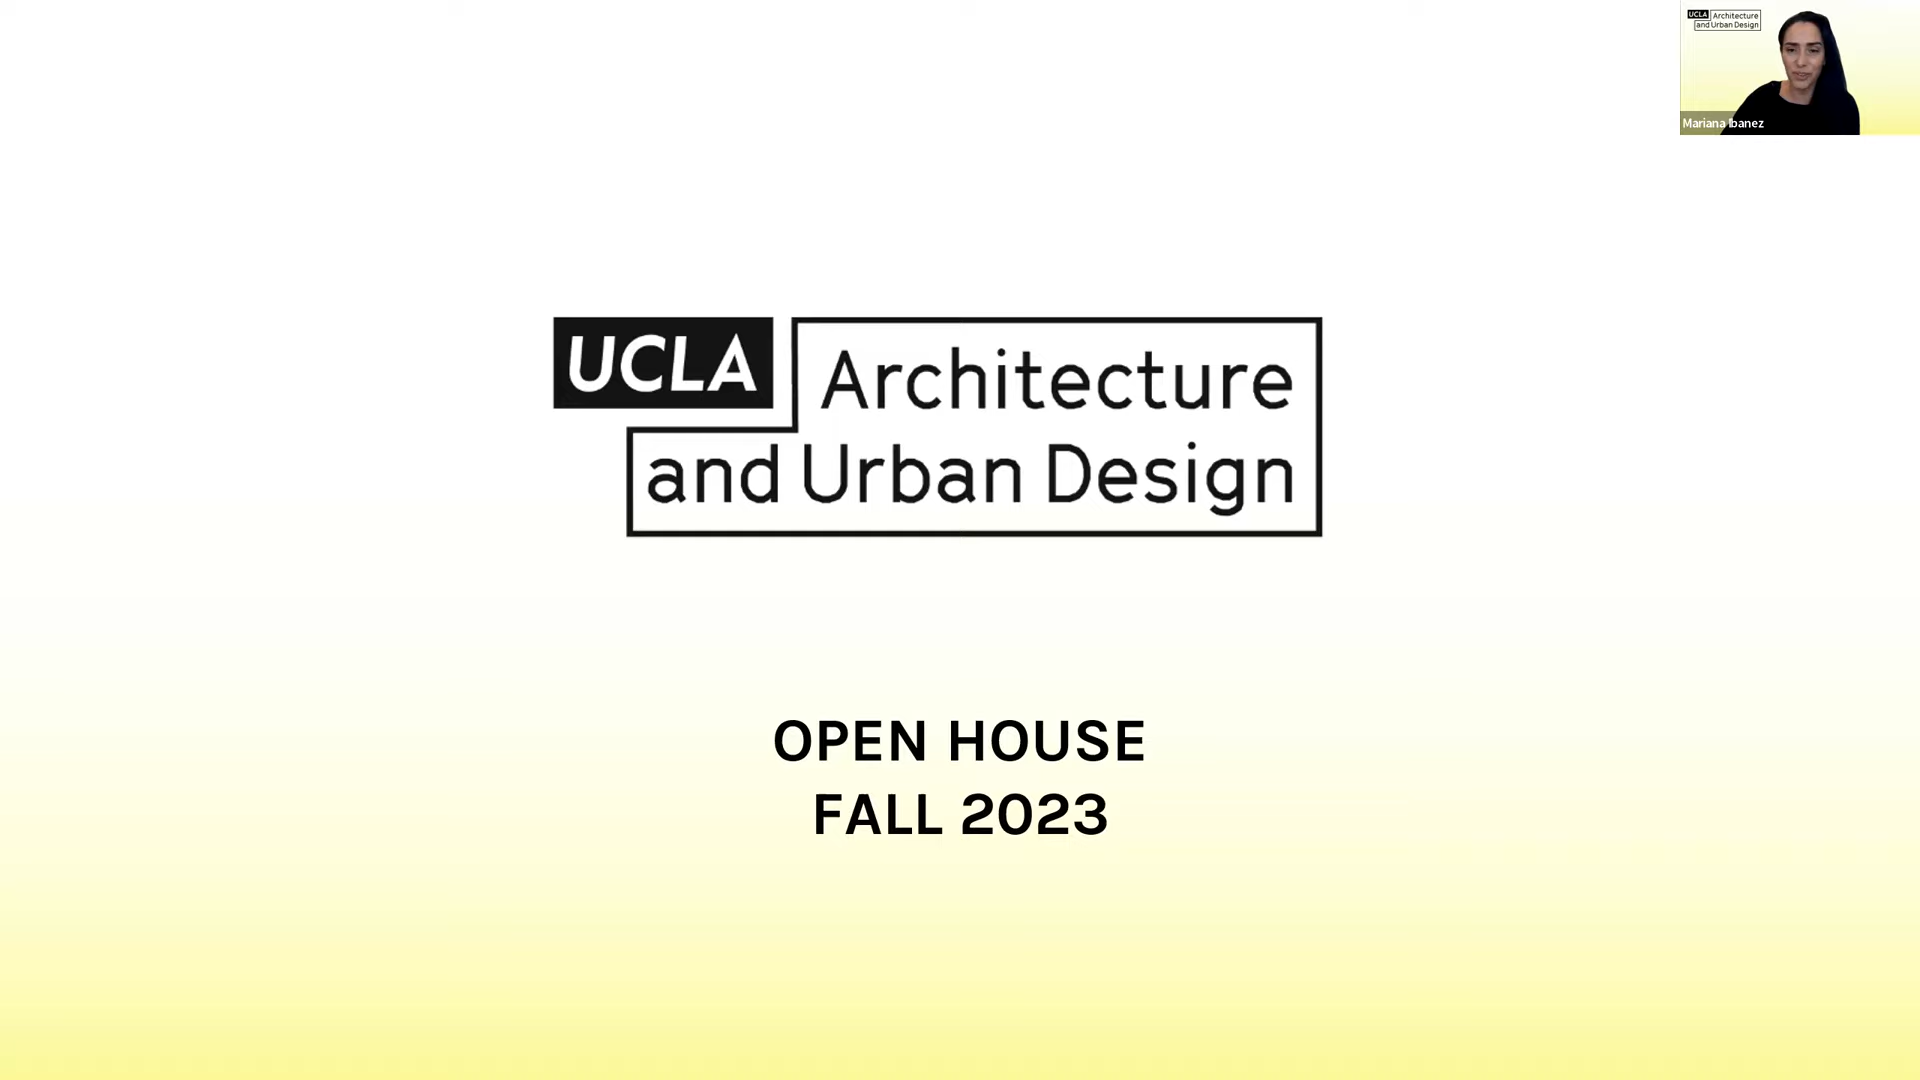 UCLA Architecture
and Urban Design
OPEN HOUSE
FALL 2023
UCLA Architecture
and Urban Design
Mariana Ibanez